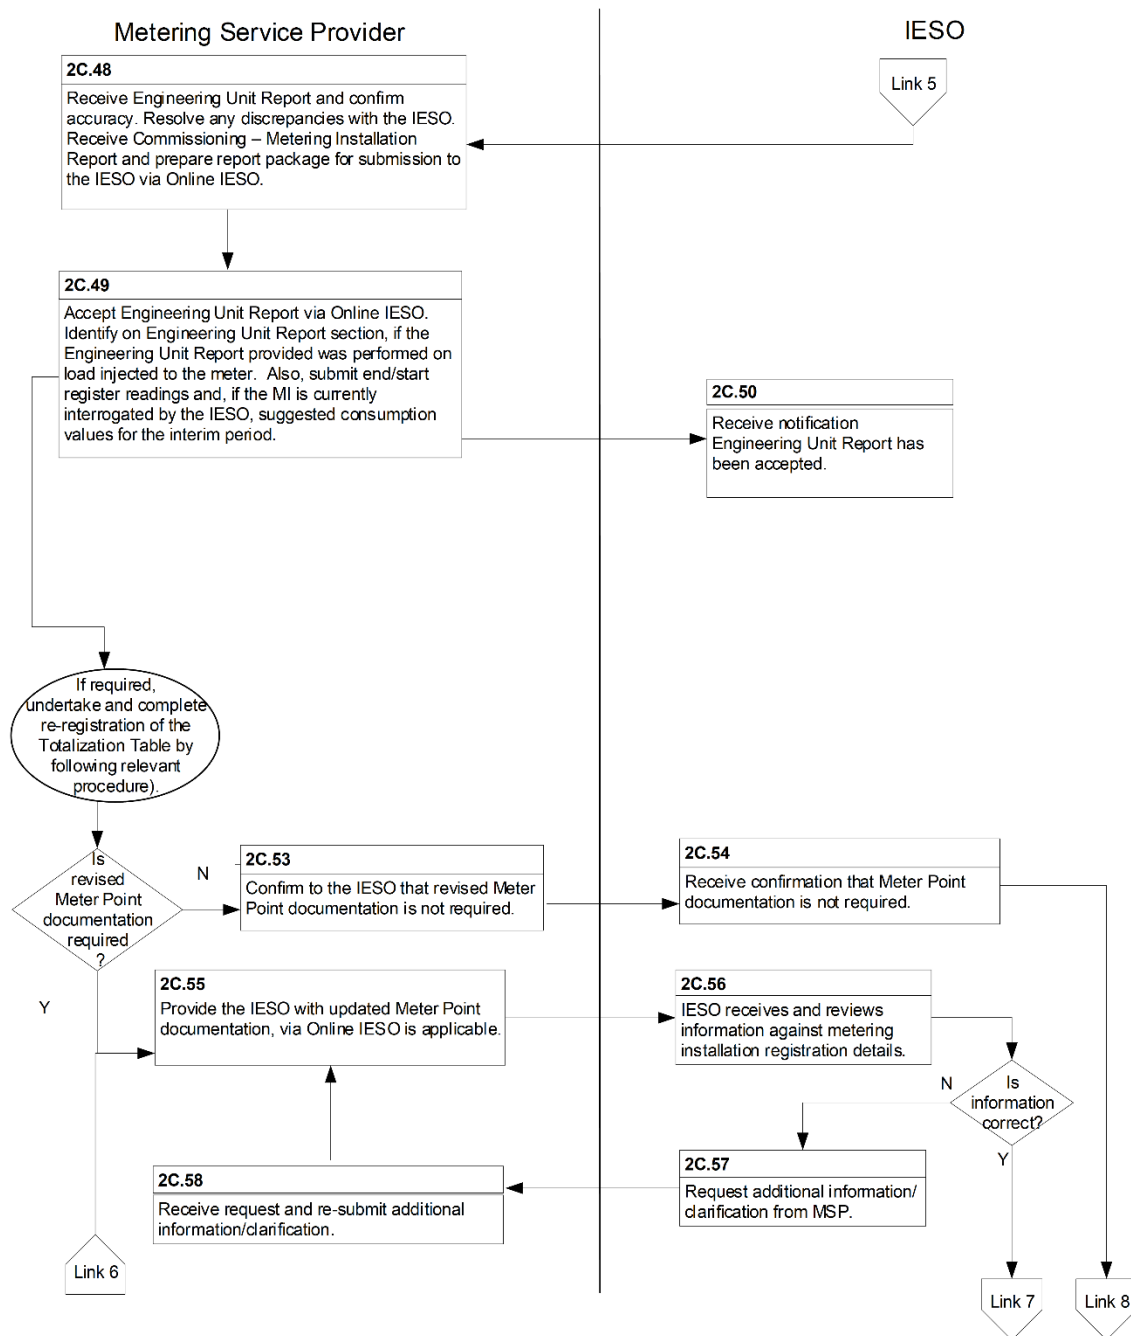 Metering Service Provider
IESO
2C.48
Receive Engineering Unit Report and confirm
accuracy. Resolve any discrepancies with the IESO.
Receive Commissioning – Metering Installation
Report and prepare report package for submission to
the IESO via Online IESO.
Link 5
2C.49
Accept Engineering Unit Report via Online IESO.
Identify on Engineering Unit Report section, if the
Engineering Unit Report provided was performed on
load injected to the meter. Also, submit end/start
register readings and, if the MI is currently
interrogated by the IESO, suggested consumption
values for the interim period.
2C.50
Receive notification
Engineering Unit Report has
been accepted.
If required,
undertake and complete
re-registration of the
Totalization Table by
following relevant
procedure).
Is
revised
Meter Point
documentation
required
?
N
2C.53
Confirm to the IESO that revised Meter
Point documentation is not required.
2C.54
Receive confirmation that Meter Point
documentation is not required.
Y
2C.55
Provide the IESO with updated Meter Point
documentation, via Online IESO is applicable.
2C.56
IESO receives and reviews
information against metering
installation registration details.
N
Is
information
correct?
Y
2C.57
Request additional information/
clarification from MSP.
2C.58
Receive request and re-submit additional
information/clarification.
Link 6
Link 7
Link 8